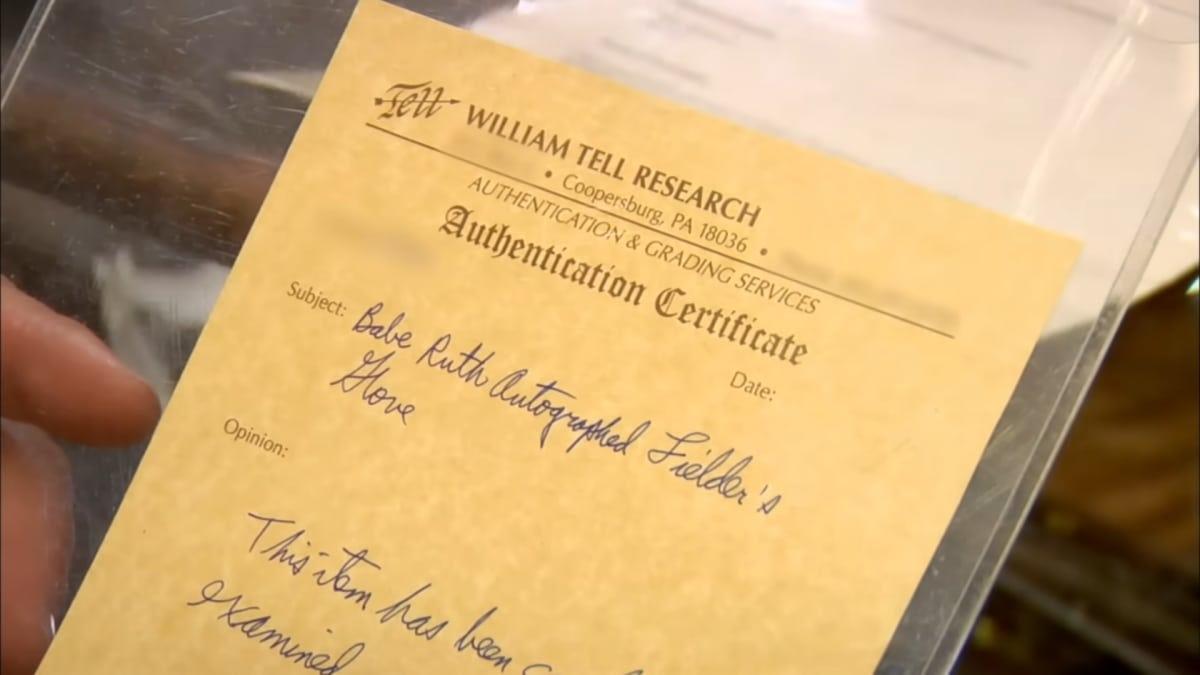 Tell WILLIAM TELL RESEARCH
• Coopersburg, PA 18036 •
AUTHENTICATION & GRADING SERVICES
Authentication Certificate
Subject: Babe Ruth Autographed Fielder's
Glove
Date:
Opinion:
This item has been
examined